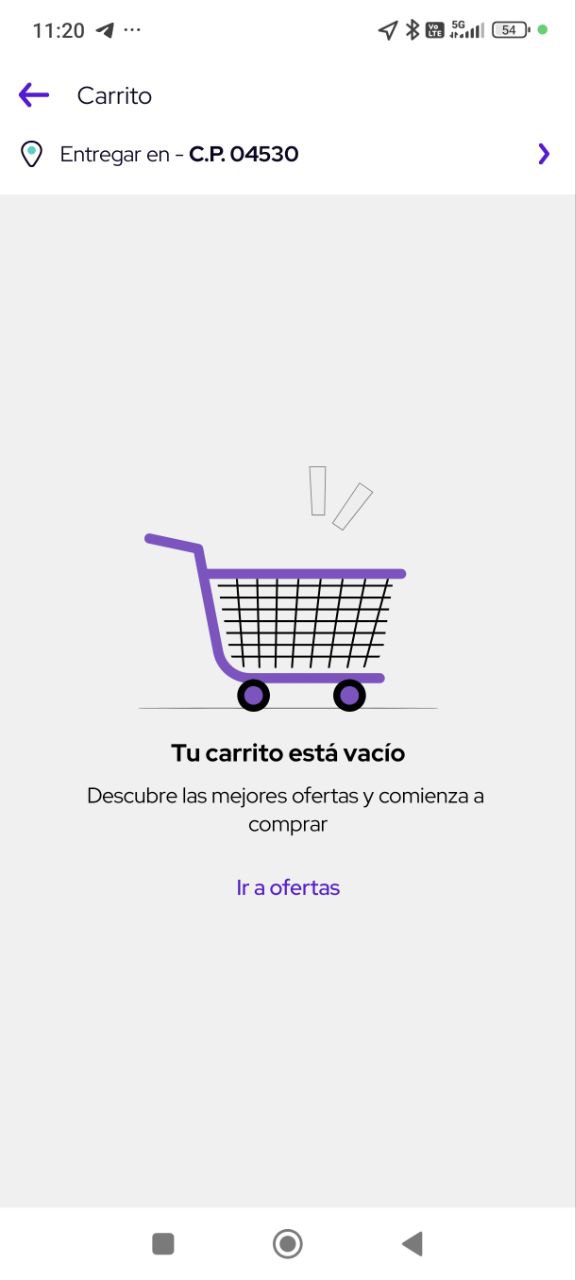 11:20 ...
Vo LTE 5G 54
Carrito
Entregar en - C.P. 04530
Tu carrito está vacío
Descubre las mejores ofertas y comienza a
comprar
Ir a ofertas